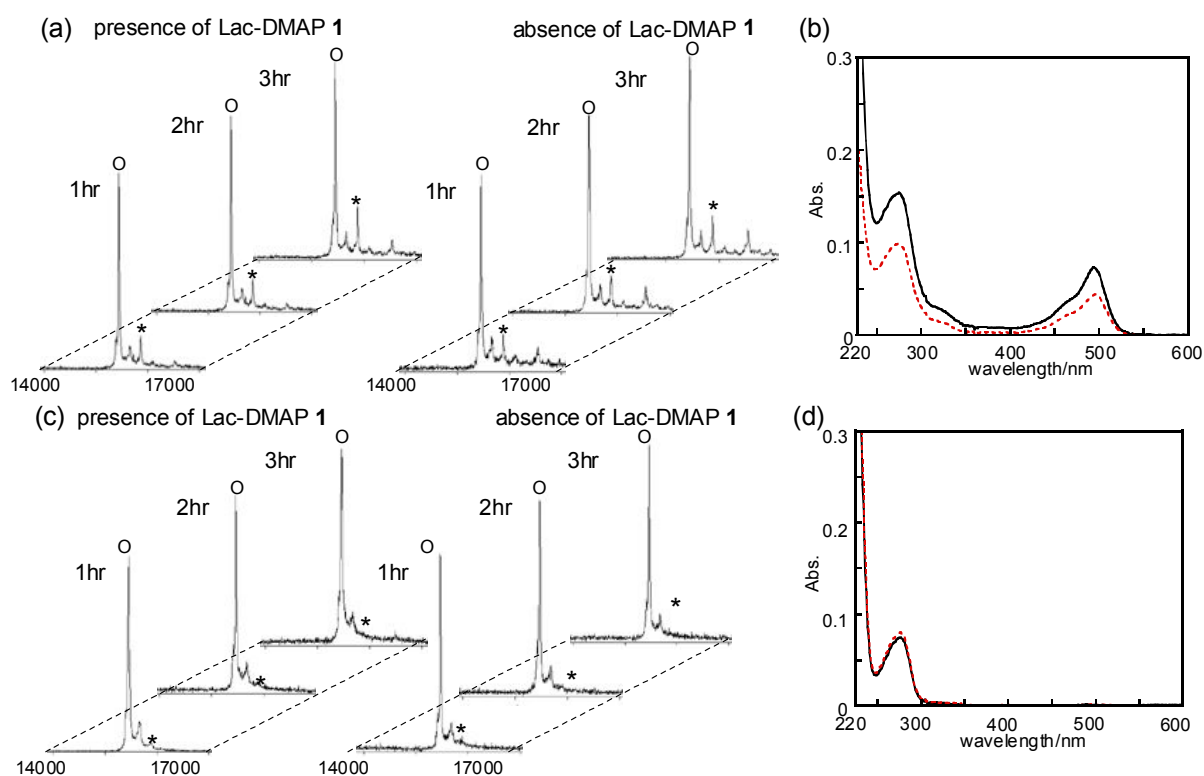 (a) presence of Lac-DMAP 1
absence of Lac-DMAP 1
3hr
O
2hr
O
1hr
O
*
*
*
14000
17000
3hr
O
2hr
O
1hr
O
*
*
*
14000
17000
(b)
0.3
0.2
0.1
0
Abs.
220
300
400
500
600
wavelength/nm
(c) presence of Lac-DMAP 1
absence of Lac-DMAP 1
3hr
O
2hr
O
1hr
O
*
*
*
14000
17000
3hr
O
2hr
O
1hr
O
*
*
*
14000
17000
(d)
0.3
0.2
0.1
0
Abs.
220
300
400
500
600
wavelength/nm